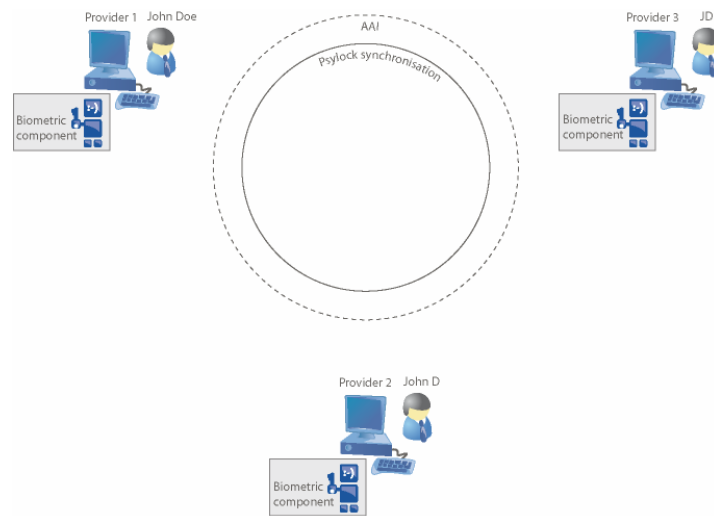 Provider 1 John Doe
AAI
Provider 3 JD
Psylock synchronisation
Biometric
component
:-)
Biometric
component
:-)
Provider 2 John D
Biometric
component
:-)